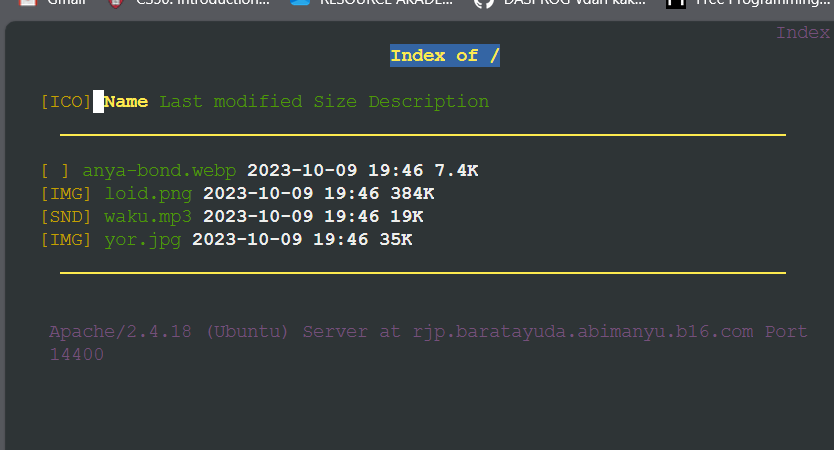 Gmail CS50: Introduction... RESOURCE AKADE... DASPROG Vdah kak... Free Programming...
Index
Index of /
[ICO] Name Last modified Size Description
[ ] anya-bond.webp 2023-10-09 19:46 7.4K
[IMG] loid.png 2023-10-09 19:46 384K
[SND] waku.mp3 2023-10-09 19:46 19K
[IMG] yor.jpg 2023-10-09 19:46 35K
Apache/2.4.18 (Ubuntu) Server at rjp.baratayuda.abimanyu.b16.com Port
14400